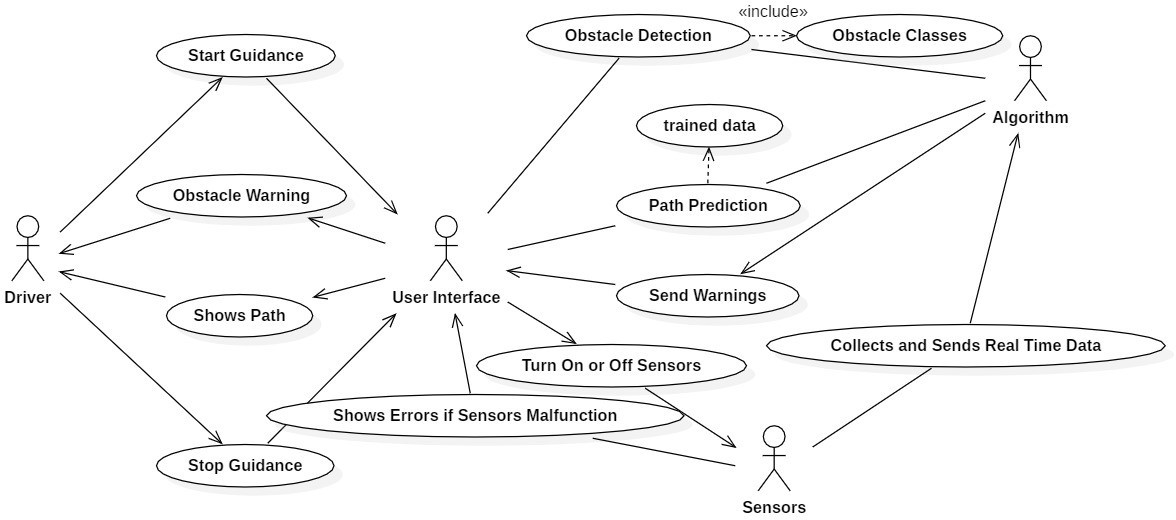 «include»
Obstacle Detection
Obstacle Classes
Start Guidance
Algorithm
trained data
Obstacle Warning
Path Prediction
Driver
User Interface
Send Warnings
Shows Path
Collects and Sends Real Time Data
Turn On or Off Sensors
Shows Errors if Sensors Malfunction
Stop Guidance
Sensors